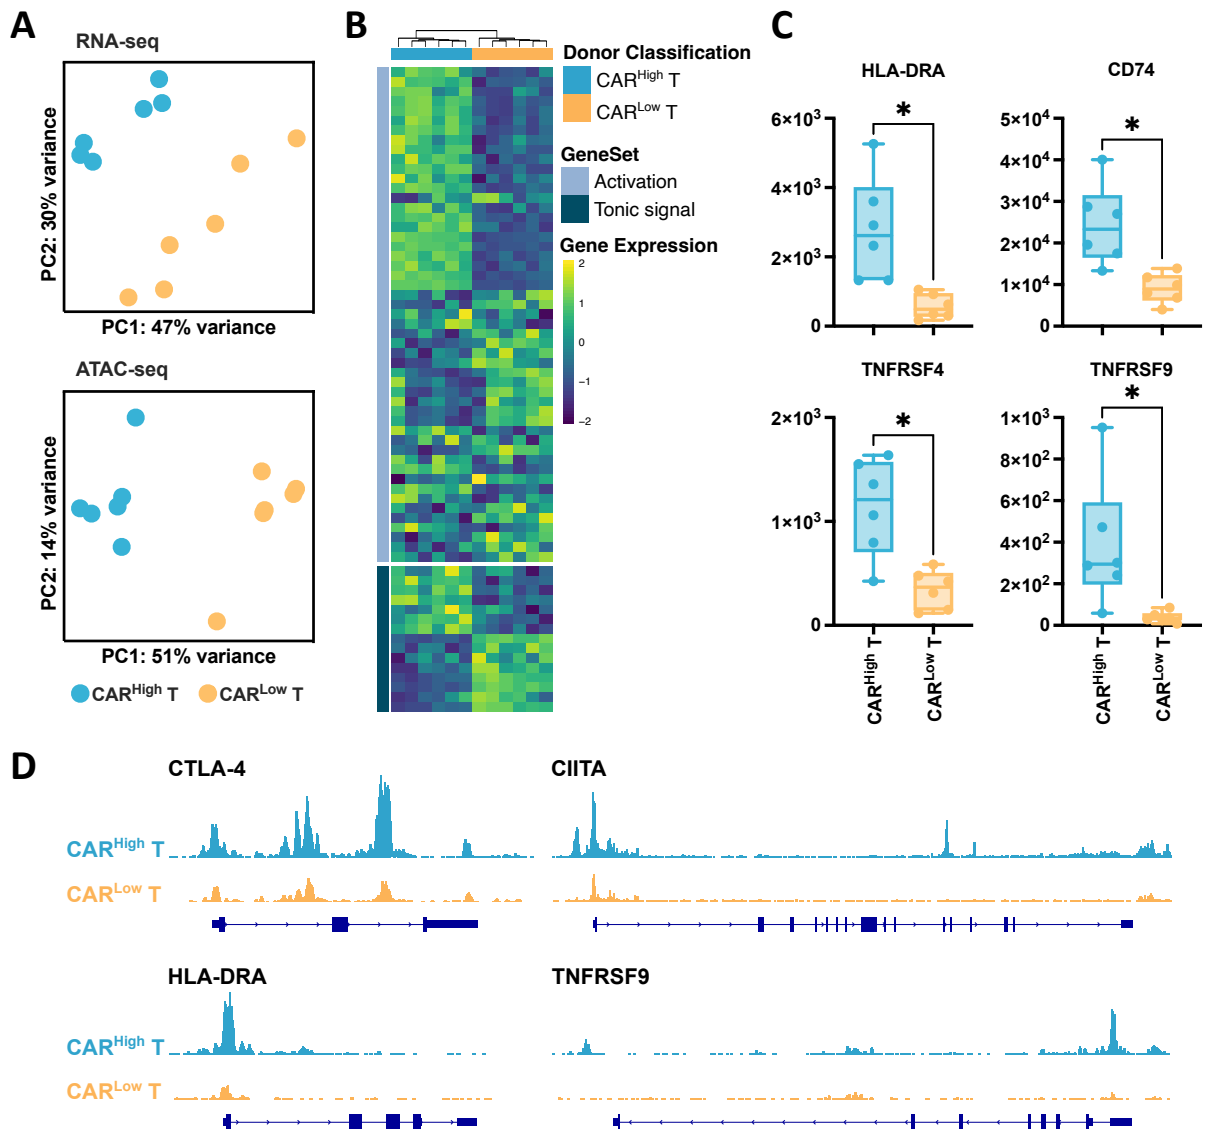 A
RNA-seq
PC2: 30% variance
PC1: 47% variance
ATAC-seq
PC2: 14% variance
PC1: 51% variance
CARHigh T
CARLow T
B
Donor Classification
CARHigh T
CARLow T
GeneSet
Activation
Tonic signal
Gene Expression
2
1
0
−1
−2
C
HLA-DRA
*
6×10³
4×10³
2×10³
0
CD74
*
5×10⁴
4×10⁴
3×10⁴
2×10⁴
1×10⁴
0
TNFRSF4
*
2×10³
1×10³
0
CARHigh T
CARLow T
TNFRSF9
*
1×10³
8×10²
6×10²
4×10²
2×10²
0
CARHigh T
CARLow T
D
CTLA-4
CIITA
CARHigh T
CARLow T
HLA-DRA
TNFRSF9
CARHigh T
CARLow T